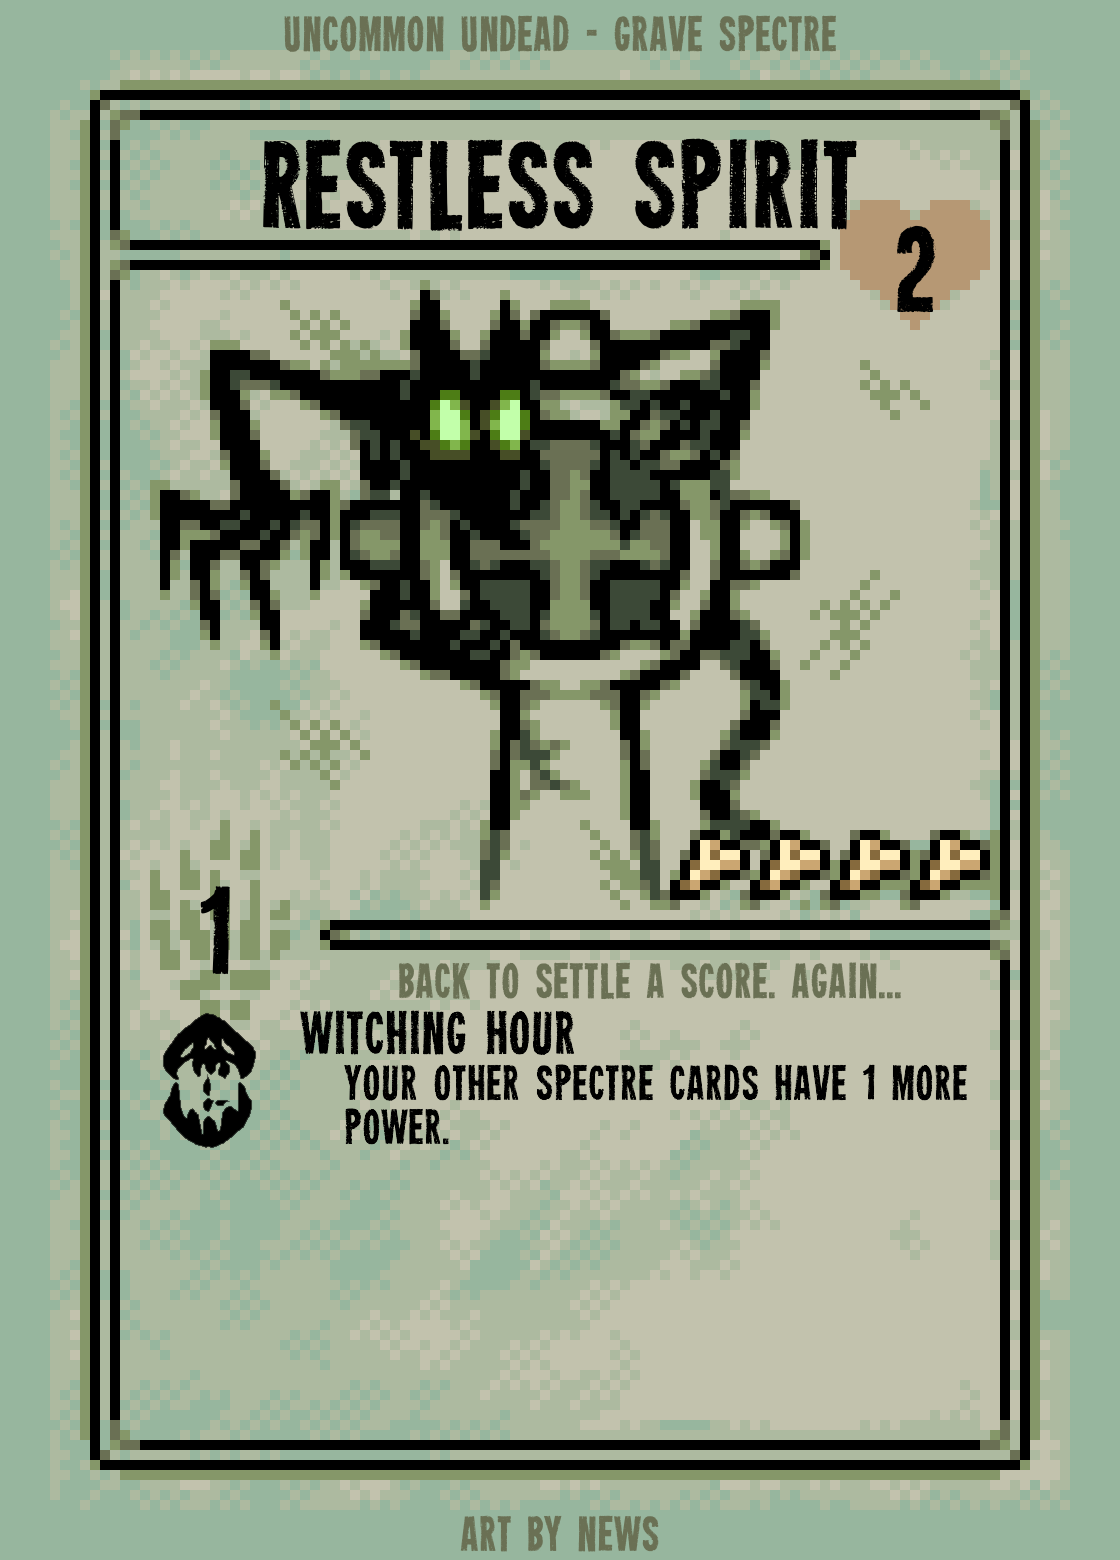 UNCOMMON UNDEAD - GRAVE SPECTRE
RESTLESS SPIRIT
2
1
BACK TO SETTLE A SCORE. AGAIN...
WITCHING HOUR
YOUR OTHER SPECTRE CARDS HAVE 1 MORE
POWER.
ART BY NEWS